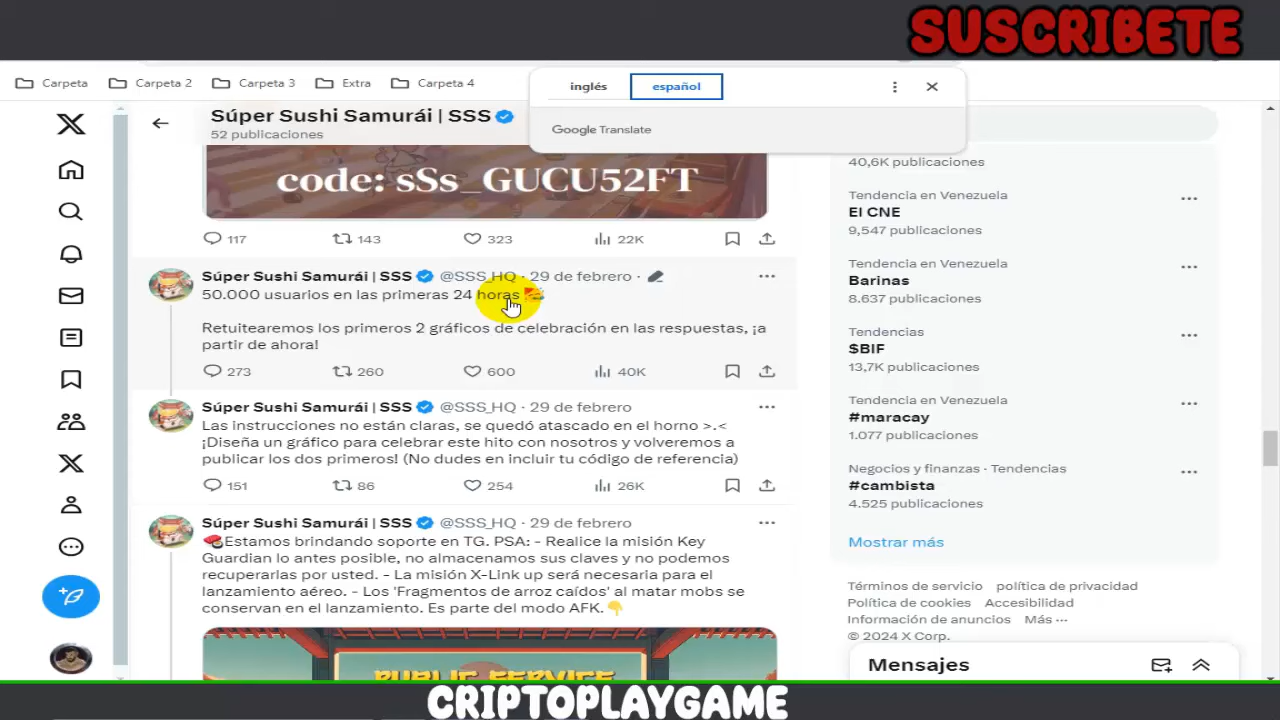 SUSCRIBETE
Carpeta
Carpeta 2
Carpeta 3
Extra
Carpeta 4
inglés
español
Google Translate
Súper Sushi Samurái | SSS
52 publicaciones
code: sSs_GUCU52FT
117
143
323
22K
Súper Sushi Samurái | SSS @SSS_HQ · 29 de febrero ·
50.000 usuarios en las primeras 24 horas
Retuitearemos los primeros 2 gráficos de celebración en las respuestas, ¡a
partir de ahora!
273
260
600
40K
Súper Sushi Samurái | SSS @SSS_HQ · 29 de febrero
Las instrucciones no están claras, se quedó atascado en el horno >.<
¡Diseña un gráfico para celebrar este hito con nosotros y volveremos a
publicar los dos primeros! (No dudes en incluir tu código de referencia)
151
86
254
26K
Súper Sushi Samurái | SSS @SSS_HQ · 29 de febrero
Estamos brindando soporte en TG. PSA: - Realice la misión Key
Guardian lo antes posible, no almacenamos sus claves y no podemos
recuperarlas por usted. - La misión X-Link up será necesaria para el
lanzamiento aéreo. - Los 'Fragmentos de arroz caídos' al matar mobs se
conservan en el lanzamiento. Es parte del modo AFK.
PUBLIC SERVICE
40,6K publicaciones
Tendencia en Venezuela
El CNE
9,547 publicaciones
Tendencia en Venezuela
Barinas
8.637 publicaciones
Tendencias
$BIF
13,7K publicaciones
Tendencia en Venezuela
#maracay
1.077 publicaciones
Negocios y finanzas · Tendencias
#cambista
4.525 publicaciones
Mostrar más
Términos de servicio política de privacidad
Política de cookies Accesibilidad
Información de anuncios Más ···
© 2024 X Corp.
Mensajes
CRIPTOPLAYGAME